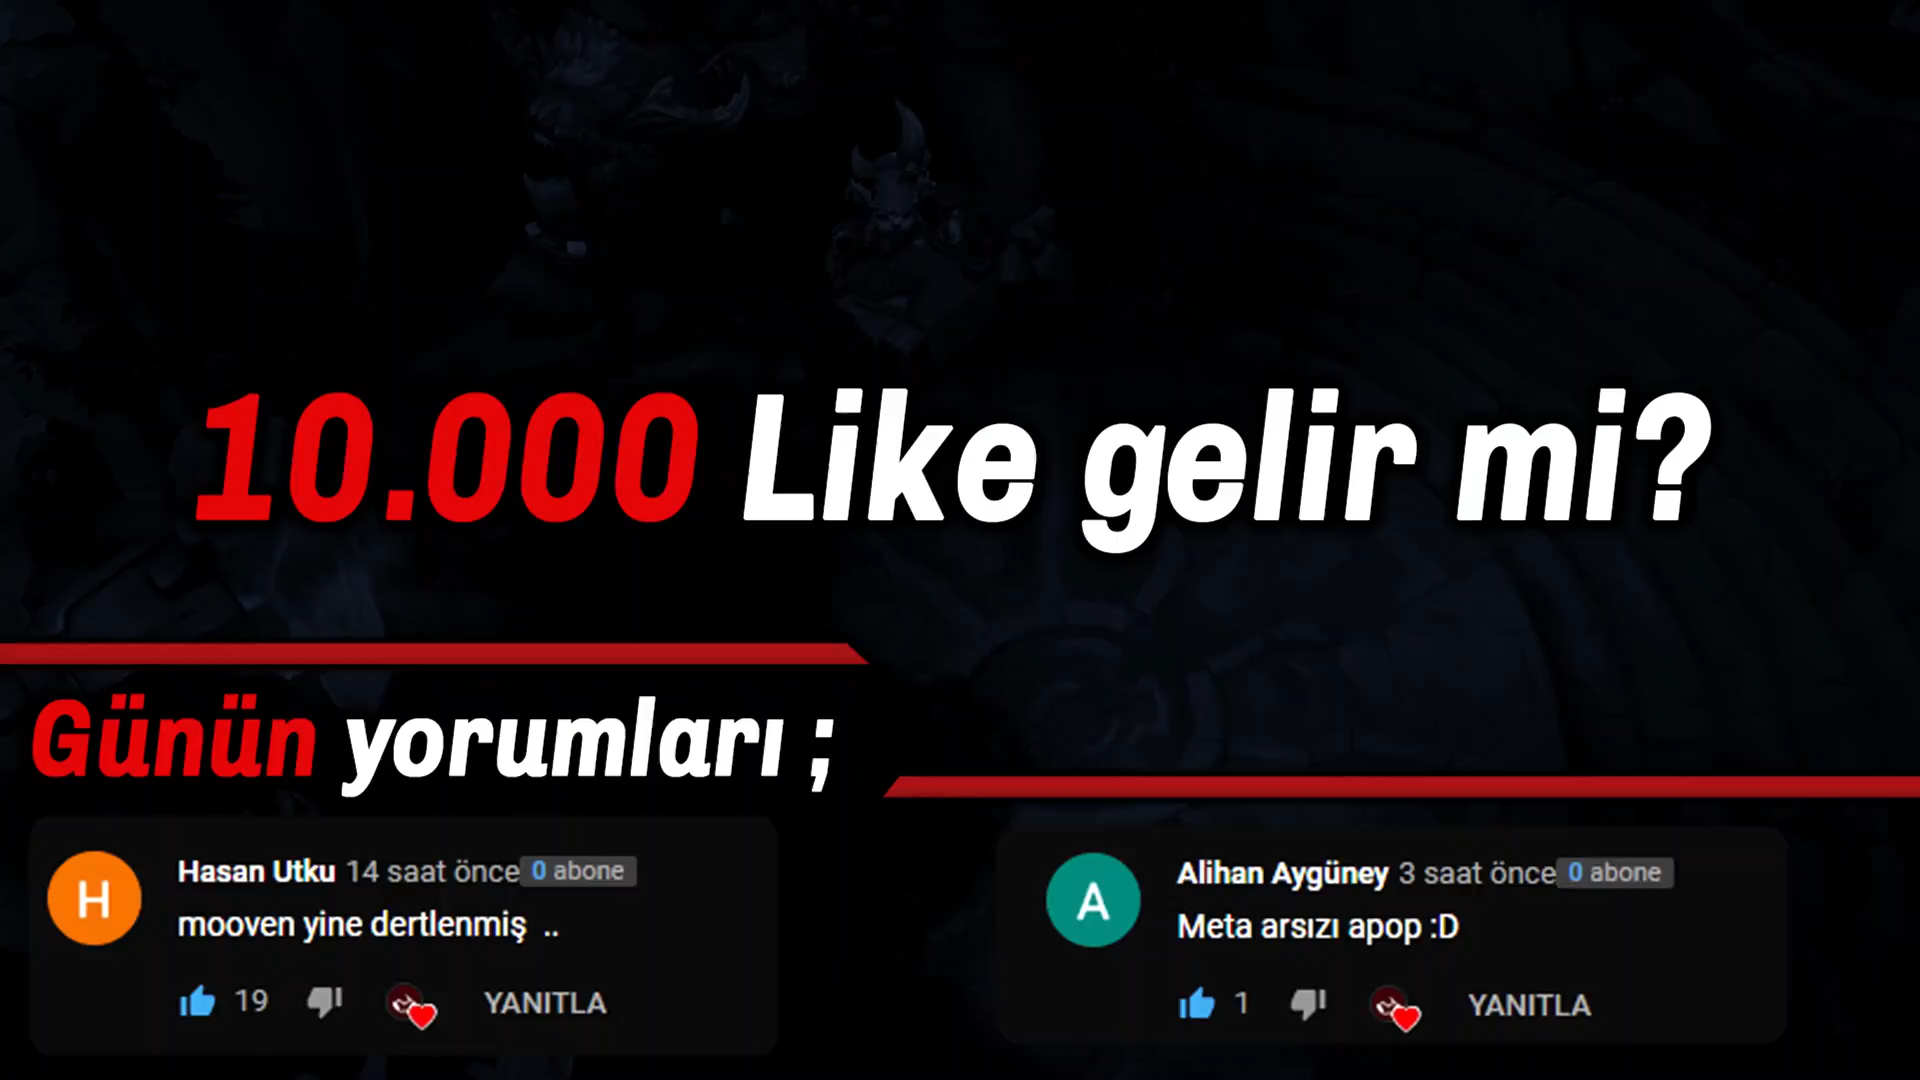 10.000 Like gelir mi?
Günün yorumları ;
H
Hasan Utku 14 saat önce 0 abone
mooven yine dertlenmiş ..
19 YANITLA
A
Alihan Aygüney 3 saat önce 0 abone
Meta arsızı apop :D
1 YANITLA